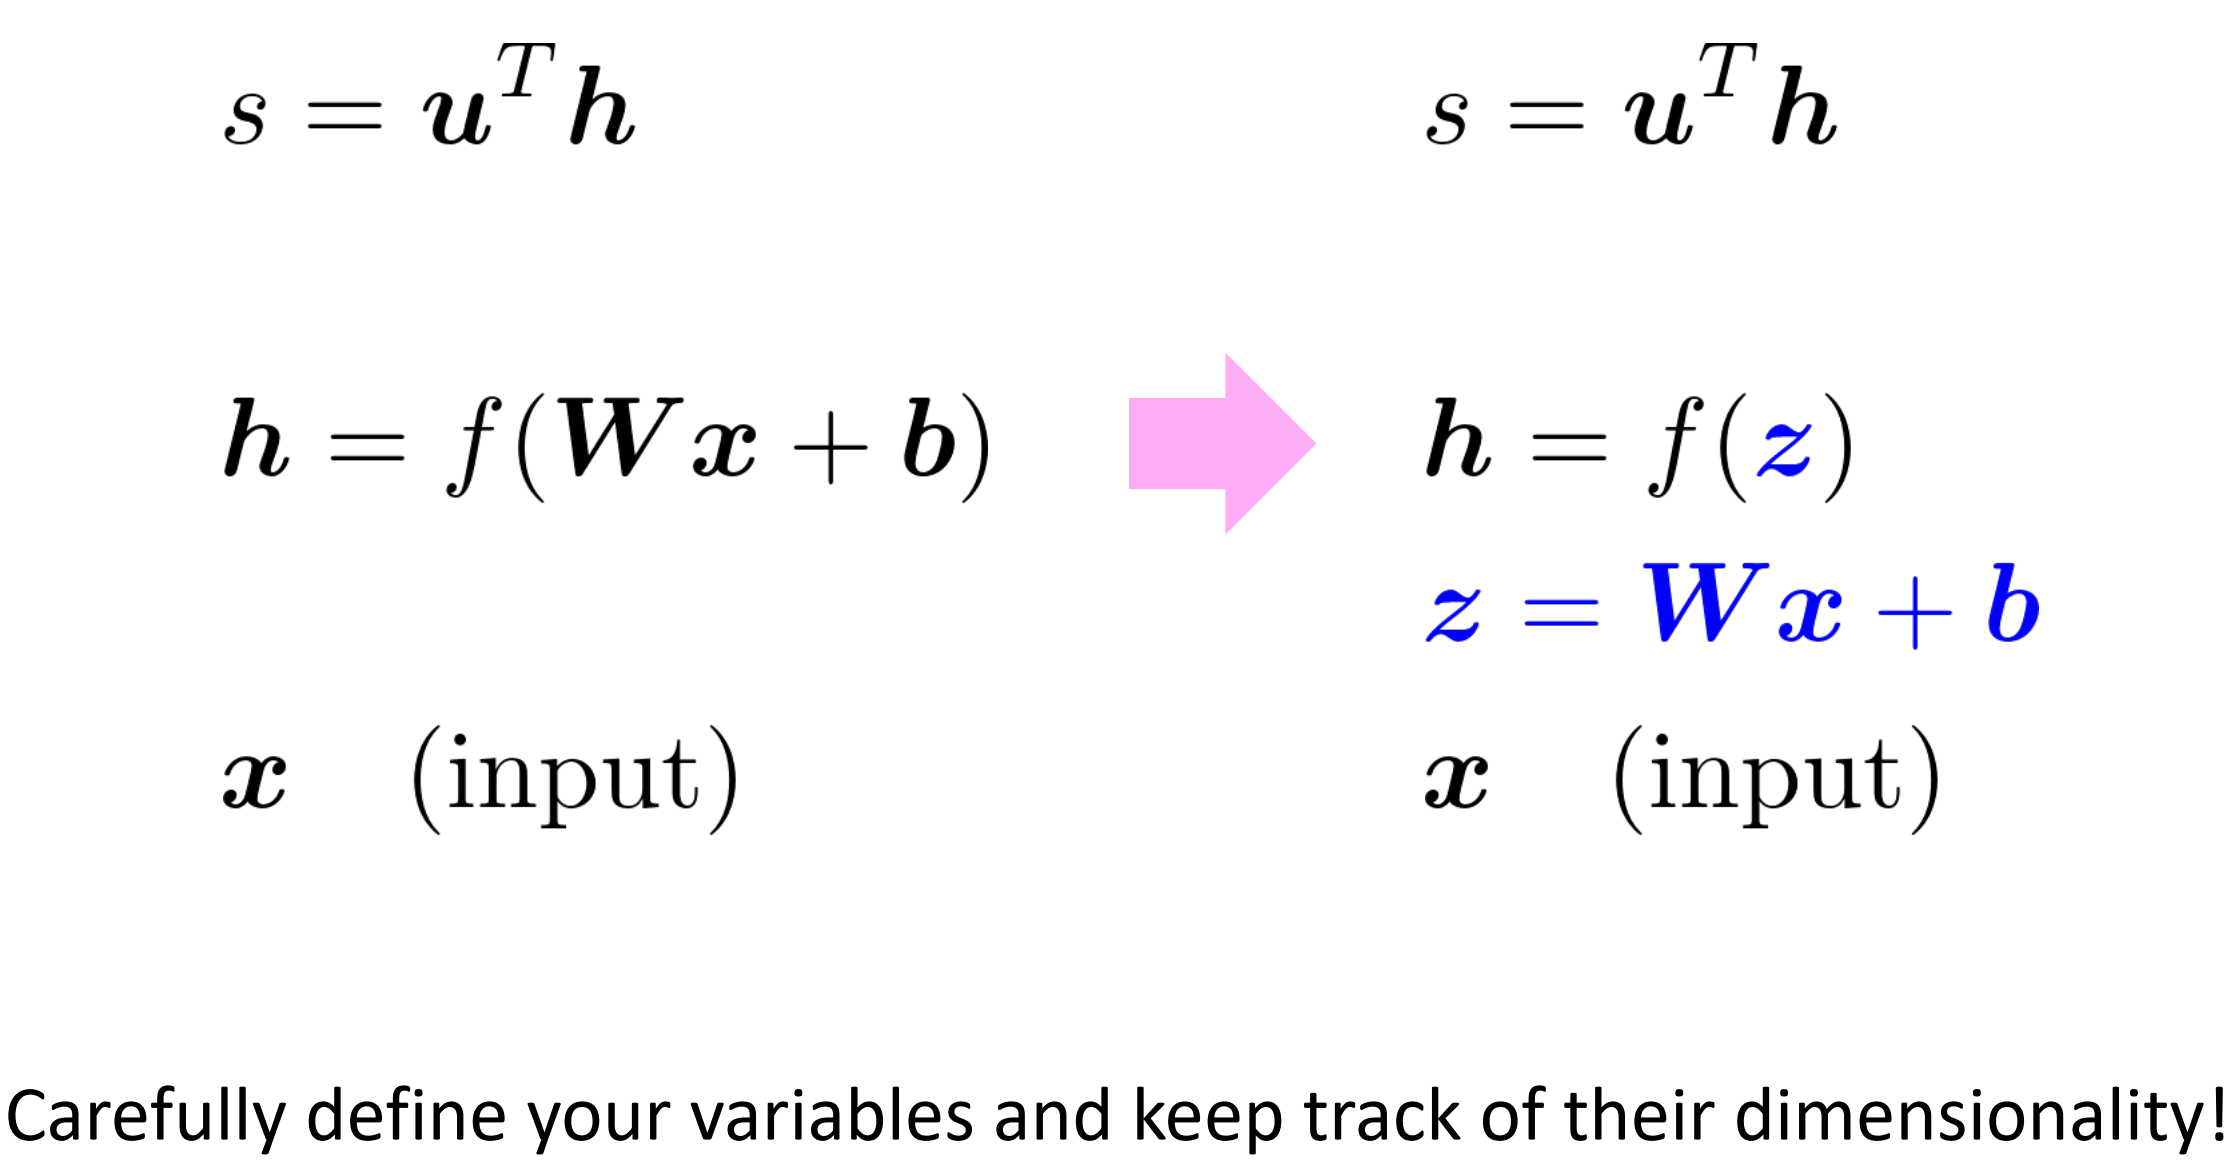 s = u^T h
h = f(Wx + b)
x (input)
s = u^T h
h = f(z)
z = Wx + b
x (input)
Carefully define your variables and keep track of their dimensionality!